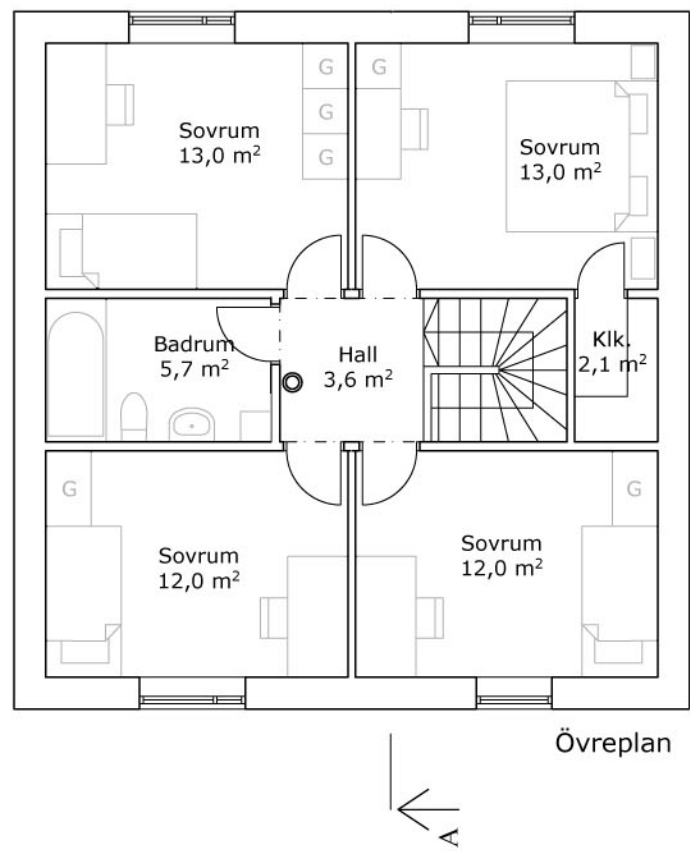 G
G
G
G
Sovrum
13,0 m²
Sovrum
13,0 m²
Badrum
5,7 m²
Hall
3,6 m²
Klk.
2,1 m²
G
G
Sovrum
12,0 m²
Sovrum
12,0 m²
Övreplan
A